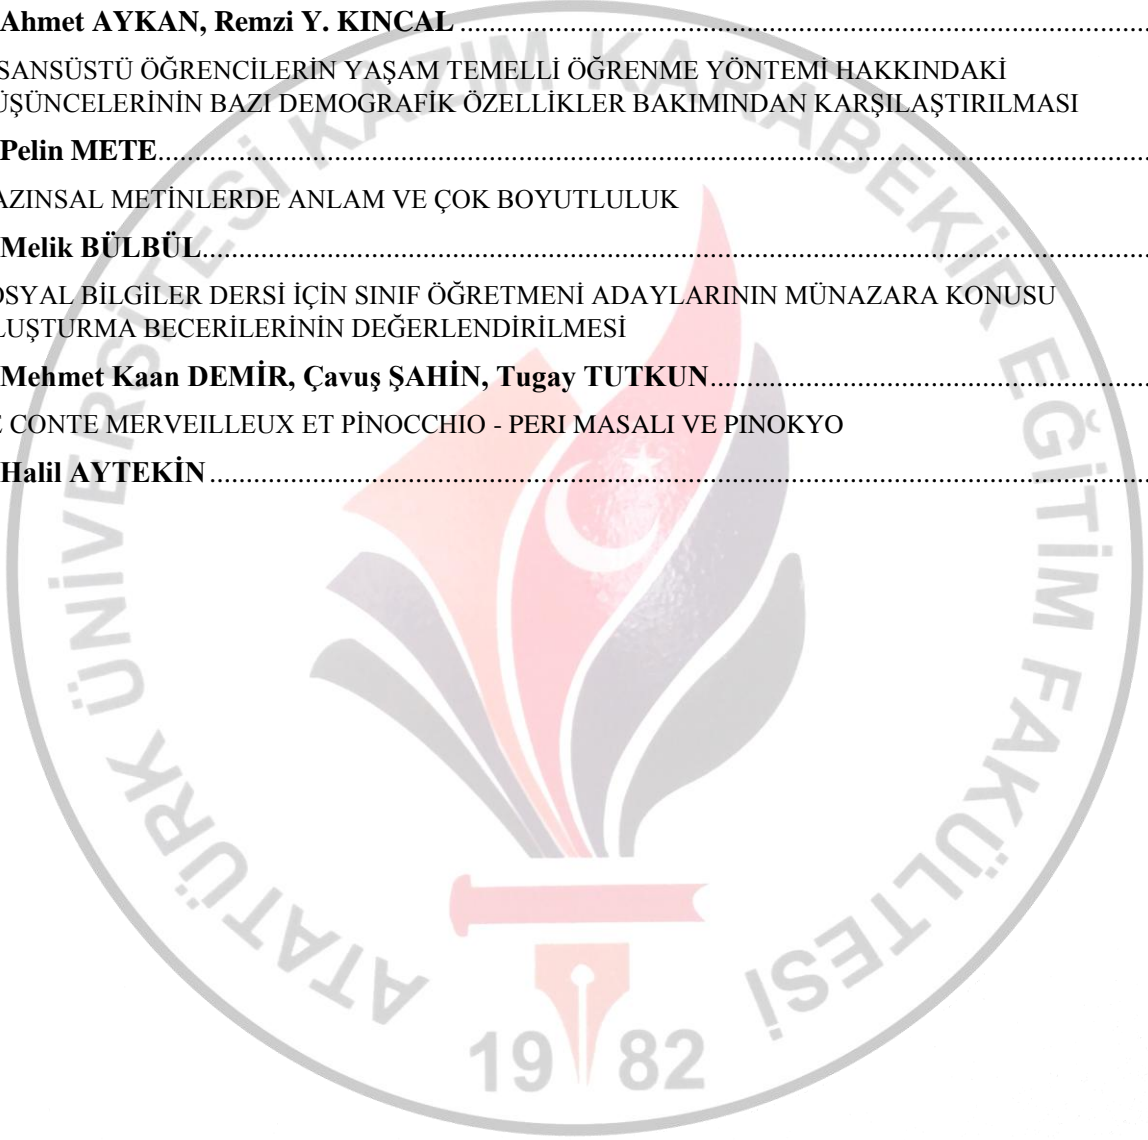 Ahmet AYKAN, Remzi Y. KINCAL
SANSÜSTÜ ÖĞRENCİLERİN YAŞAM TEMELLİ ÖĞRENME YÖNTEMİ HAKKINDAKİ
ÜŞÜNCELERİNİN BAZI DEMOGRAFİK ÖZELLİKLER BAKIMINDAN KARŞILAŞTIRILMASI
Pelin METE
AZINSAL METİNLERDE ANLAM VE ÇOK BOYUTLULUK
Melik BÜLBÜL
OSYAL BİLGİLER DERSİ İÇİN SINIF ÖĞRETMENİ ADAYLARININ MÜNAZARA KONUSU
LUŞTURMA BECERİLERİNİN DEĞERLENDİRİLMESİ
Mehmet Kaan DEMİR, Çavuş ŞAHİN, Tugay TUTKUN
E CONTE MERVEILLEUX ET PİNOCCHIO - PERI MASALI VE PINOKYO
Halil AYTEKİN
ATATÜRK ÜNİVERSİTESİ KAZIM KARABEKİR EĞİTİM FAKÜLTESİ
19 82